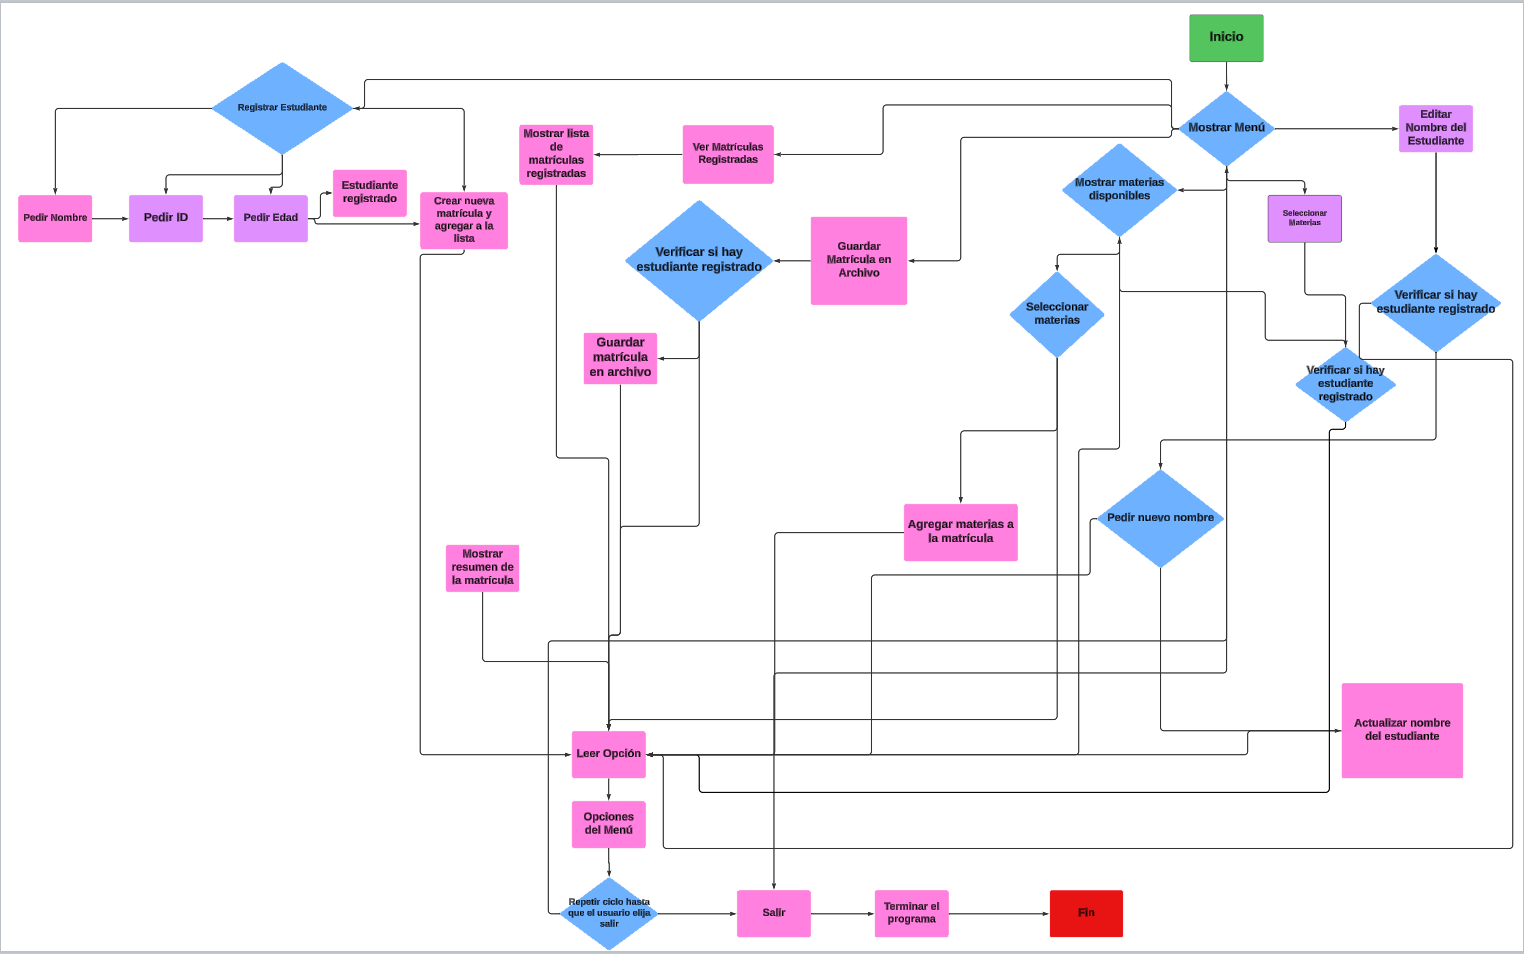 Inicio
Registrar Estudiante
Mostrar Menú
Editar
Nombre del
Estudiante
Mostrar lista
de
matrículas
registradas
Ver Matrículas
Registradas
Mostrar materias
disponibles
Estudiante
registrado
Pedir Nombre
Pedir ID
Pedir Edad
Crear nueva
matrícula y
agregar a la
lista
Seleccionar
Materias
Verificar si hay
estudiante registrado
Guardar
Matrícula en
Archivo
Seleccionar
materias
Verificar si hay
estudiante registrado
Guardar
matrícula
en archivo
Verificar si hay
estudiante
registrado
Agregar materias a
la matrícula
Pedir nuevo nombre
Mostrar
resumen de
la matrícula
Actualizar nombre
del estudiante
Leer Opción
Opciones
del Menú
Repetir ciclo hasta
que el usuario elija
salir
Salir
Terminar el
programa
Fin